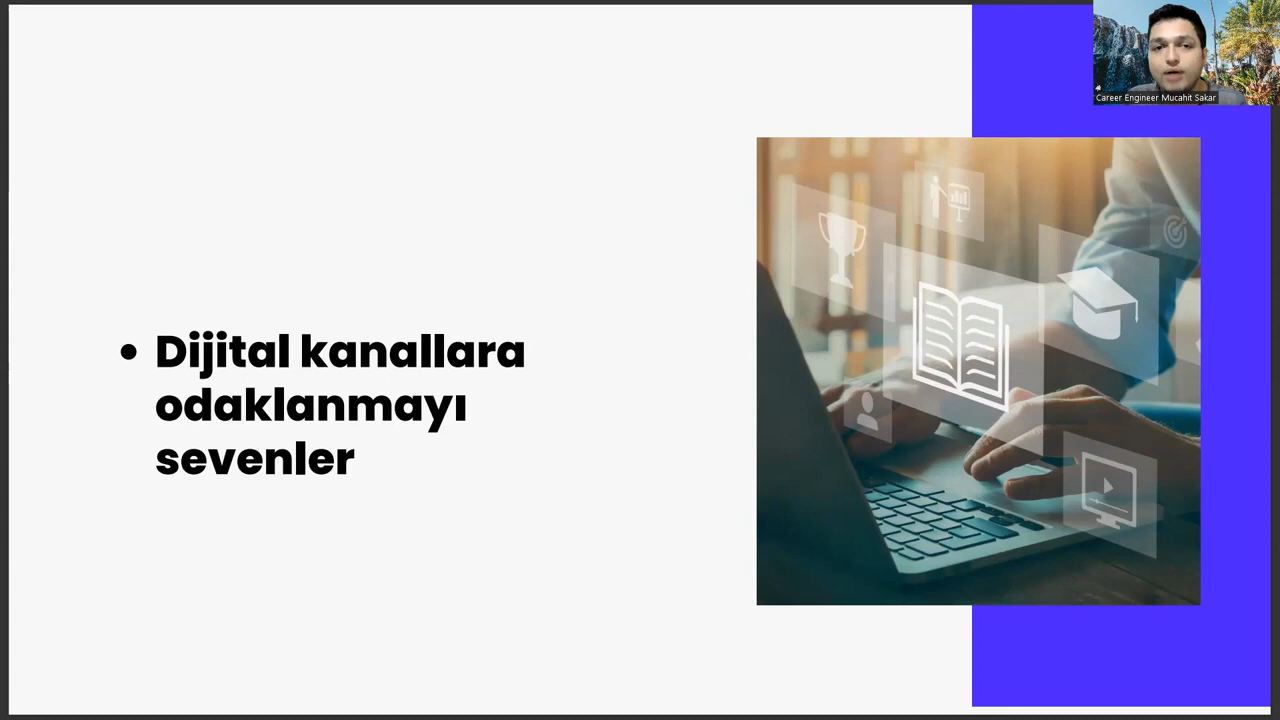 Career Engineer Mucahit Sakar
• Dijital kanallara
odaklanmayı
sevenler